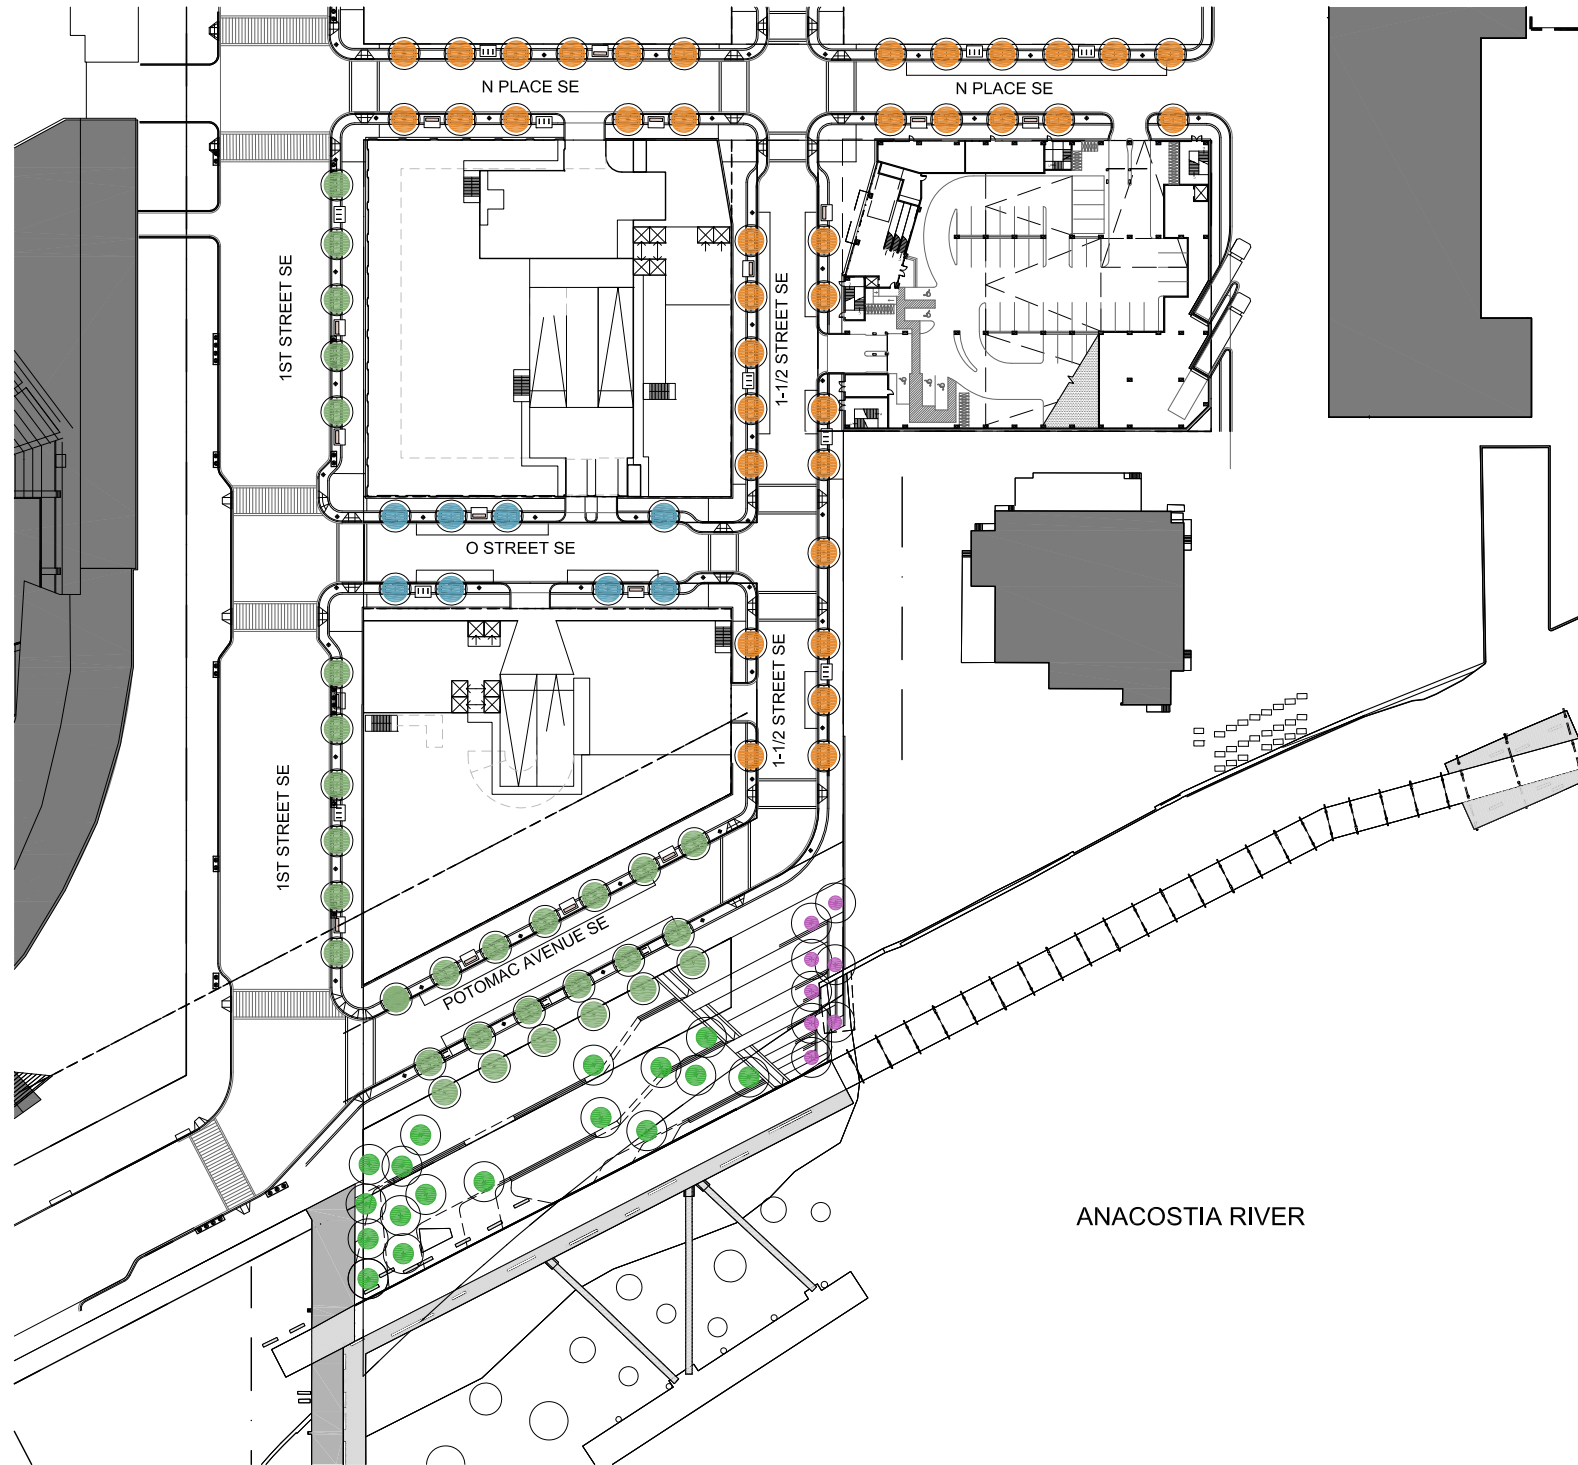 N PLACE SE
N PLACE SE
1ST STREET SE
1-1/2 STREET SE
O STREET SE
1-1/2 STREET SE
1ST STREET SE
POTOMAC AVENUE SE
ANACOSTIA RIVER